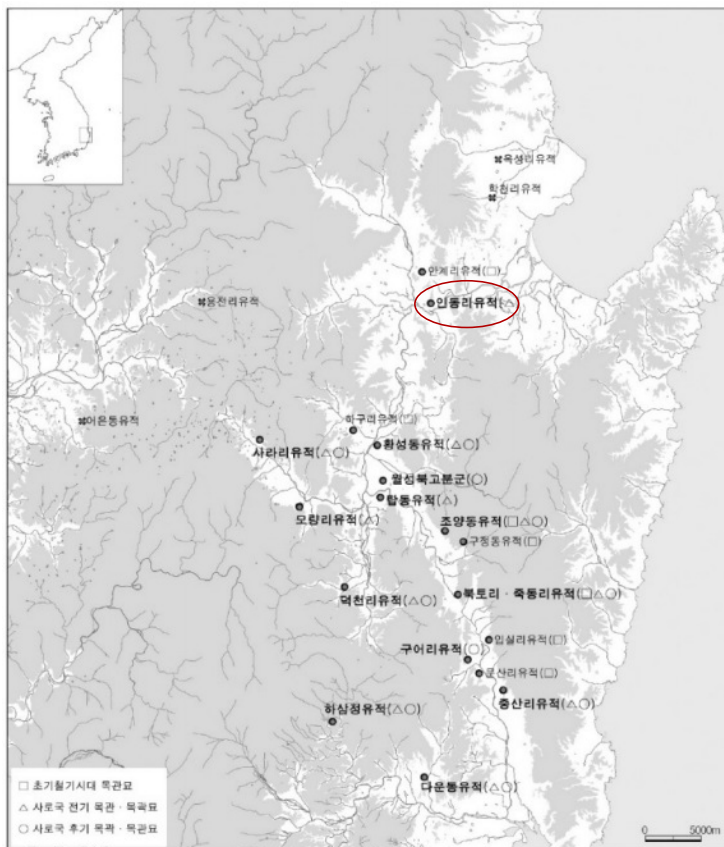 옥성리유적
학천리유적
안계리유적(□)
인동리유적(△)
용전리유적
어은동유적
하구리유적(□)
황성동유적(△○)
사라리유적(△○)
월성북고분군(○)
탑동유적(△)
모량리유적(△)
조양동유적(□△○)
구정동유적(□)
덕천리유적(△○)
북토리 · 죽동리유적(□△○)
입실리유적(□)
구어리유적(○)
문산리유적(□)
중산리유적(△○)
하삼정유적(△○)
다운동유적(△○)
□ 초기철기시대 목관묘
△ 사로국 전기 목관 · 목곽묘
○ 사로국 후기 목곽 · 목관묘
0 5000m